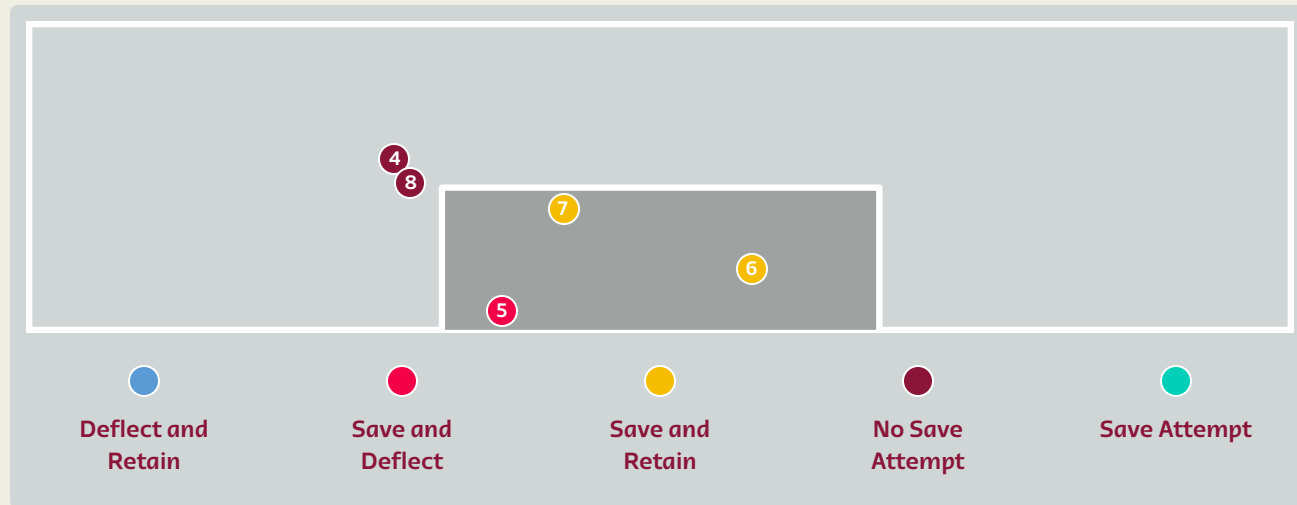 4
8
7
6
5
Deflect and
Retain
Save and
Deflect
Save and
Retain
No Save
Attempt
Save Attempt